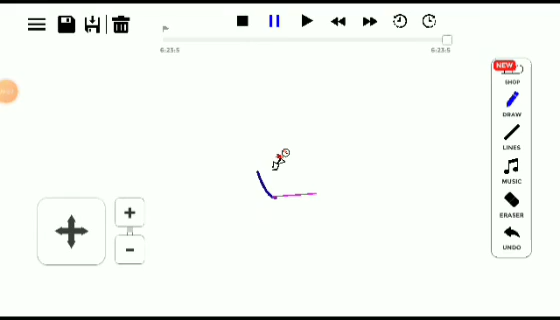 6:23:5
6:23:5
NEW
SHOP
DRAW
LINES
MUSIC
ERASER
UNDO